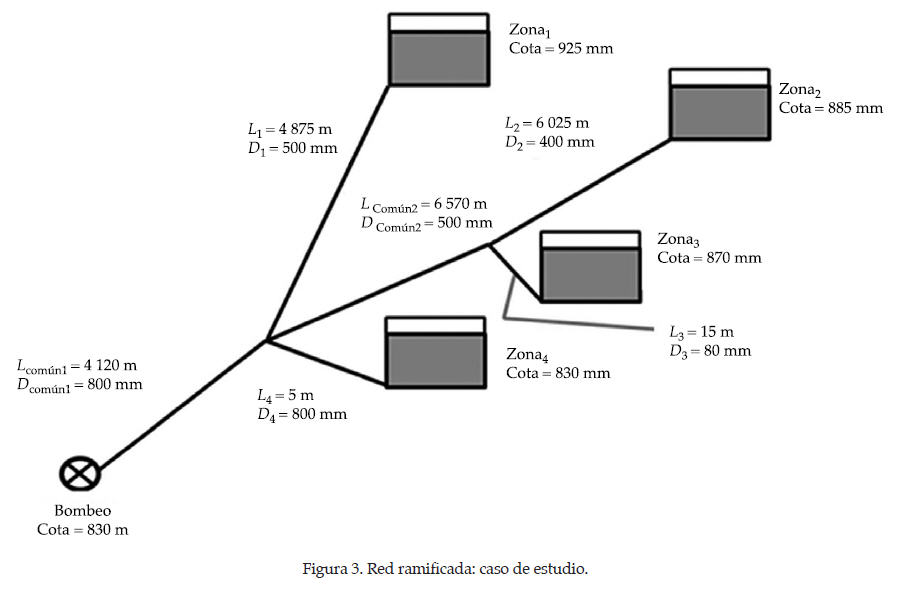 Zona₁
Cota = 925 mm
Zona₂
Cota = 885 mm
L₁ = 4 875 m
D₁ = 500 mm
L₂ = 6 025 m
D₂ = 400 mm
L Común2 = 6 570 m
D Común2 = 500 mm
Zona₃
Cota = 870 mm
L₃ = 15 m
D₃ = 80 mm
Zona₄
Cota = 830 mm
Lcomún1 = 4 120 m
Dcomún1 = 800 mm
L₄ = 5 m
D₄ = 800 mm
Bombeo
Cota = 830 m
Figura 3. Red ramificada: caso de estudio.